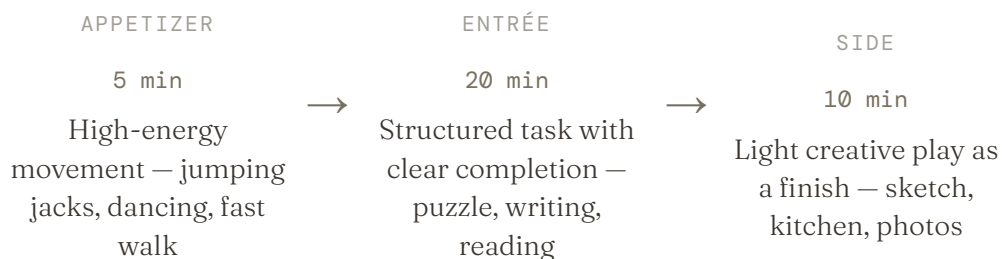 APPETIZER
5 min
High-energy
movement — jumping
jacks, dancing, fast
walk
→
ENTRÉE
20 min
Structured task with
clear completion —
puzzle, writing,
reading
→
SIDE
10 min
Light creative play as
a finish — sketch,
kitchen, photos